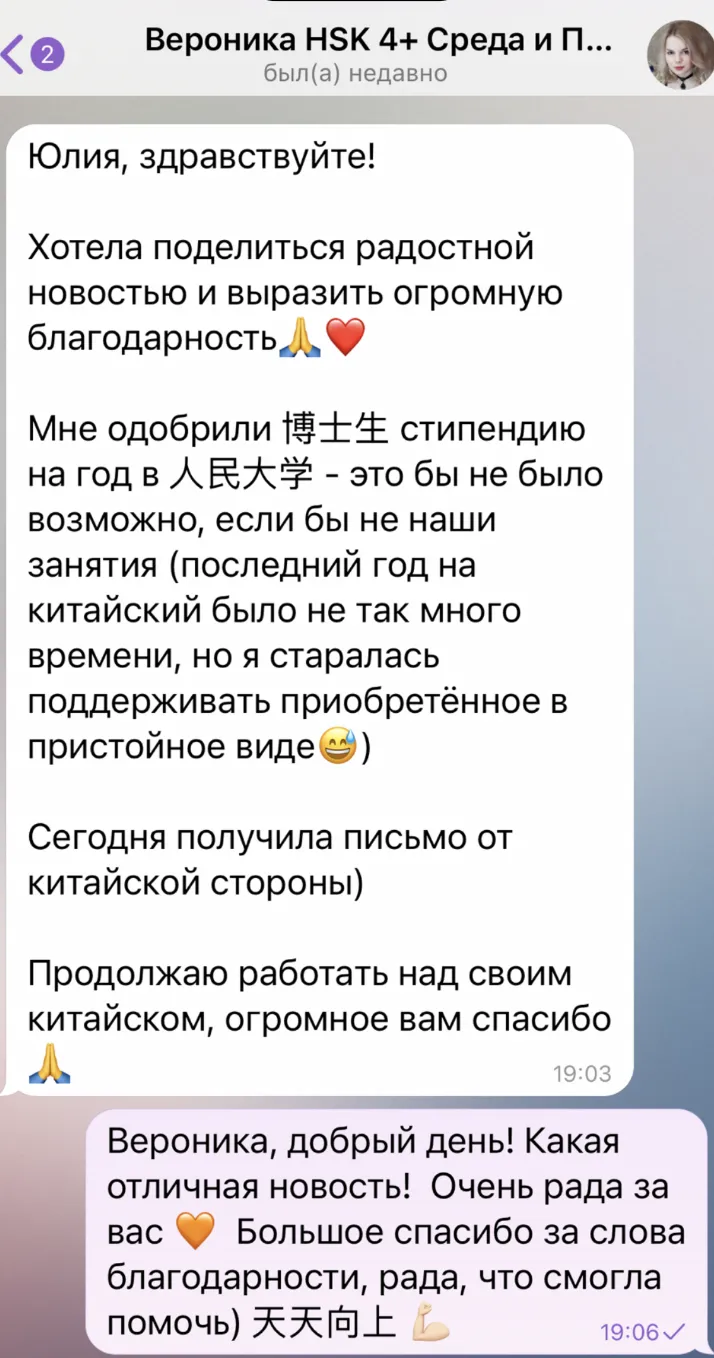 2
Вероника HSK 4+ Среда и П...
был(а) недавно
Юлия, здравствуйте!
Хотела поделиться радостной
новостью и выразить огромную
благодарность🙏❤️
Мне одобрили 博士生 стипендию
на год в 人民大学 - это бы не было
возможно, если бы не наши
занятия (последний год на
китайский было не так много
времени, но я старалась
поддерживать приобретённое в
пристойное виде😅)
Сегодня получила письмо от
китайской стороны)
Продолжаю работать над своим
китайском, огромное вам спасибо
🙏
19:03
Вероника, добрый день! Какая
отличная новость! Очень рада за
вас 🧡 Большое спасибо за слова
благодарности, рада, что смогла
помочь) 天天向上 💪🏻
19:06